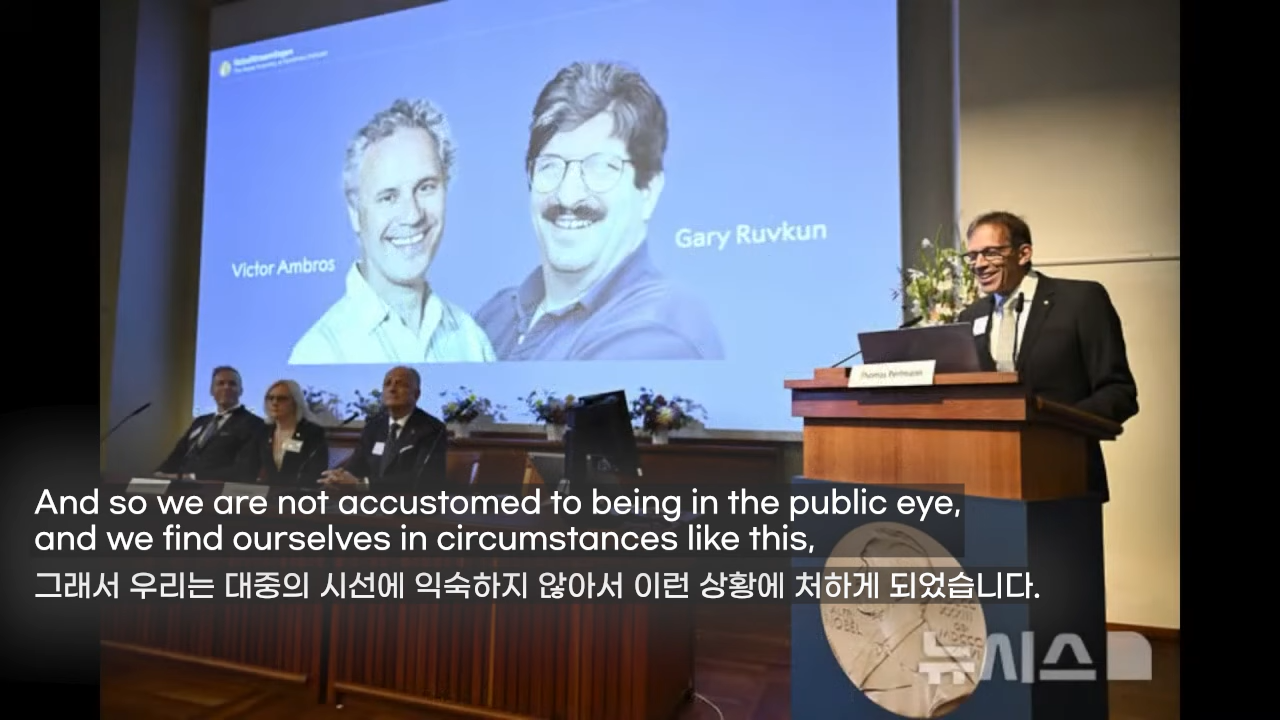 Victor Ambros
Gary Ruvkun
Thomas Perlmann
And so we are not accustomed to being in the public eye,
and we find ourselves in circumstances like this,
그래서 우리는 대중의 시선에 익숙하지 않아서 이런 상황에 처하게 되었습니다.
뉴시스